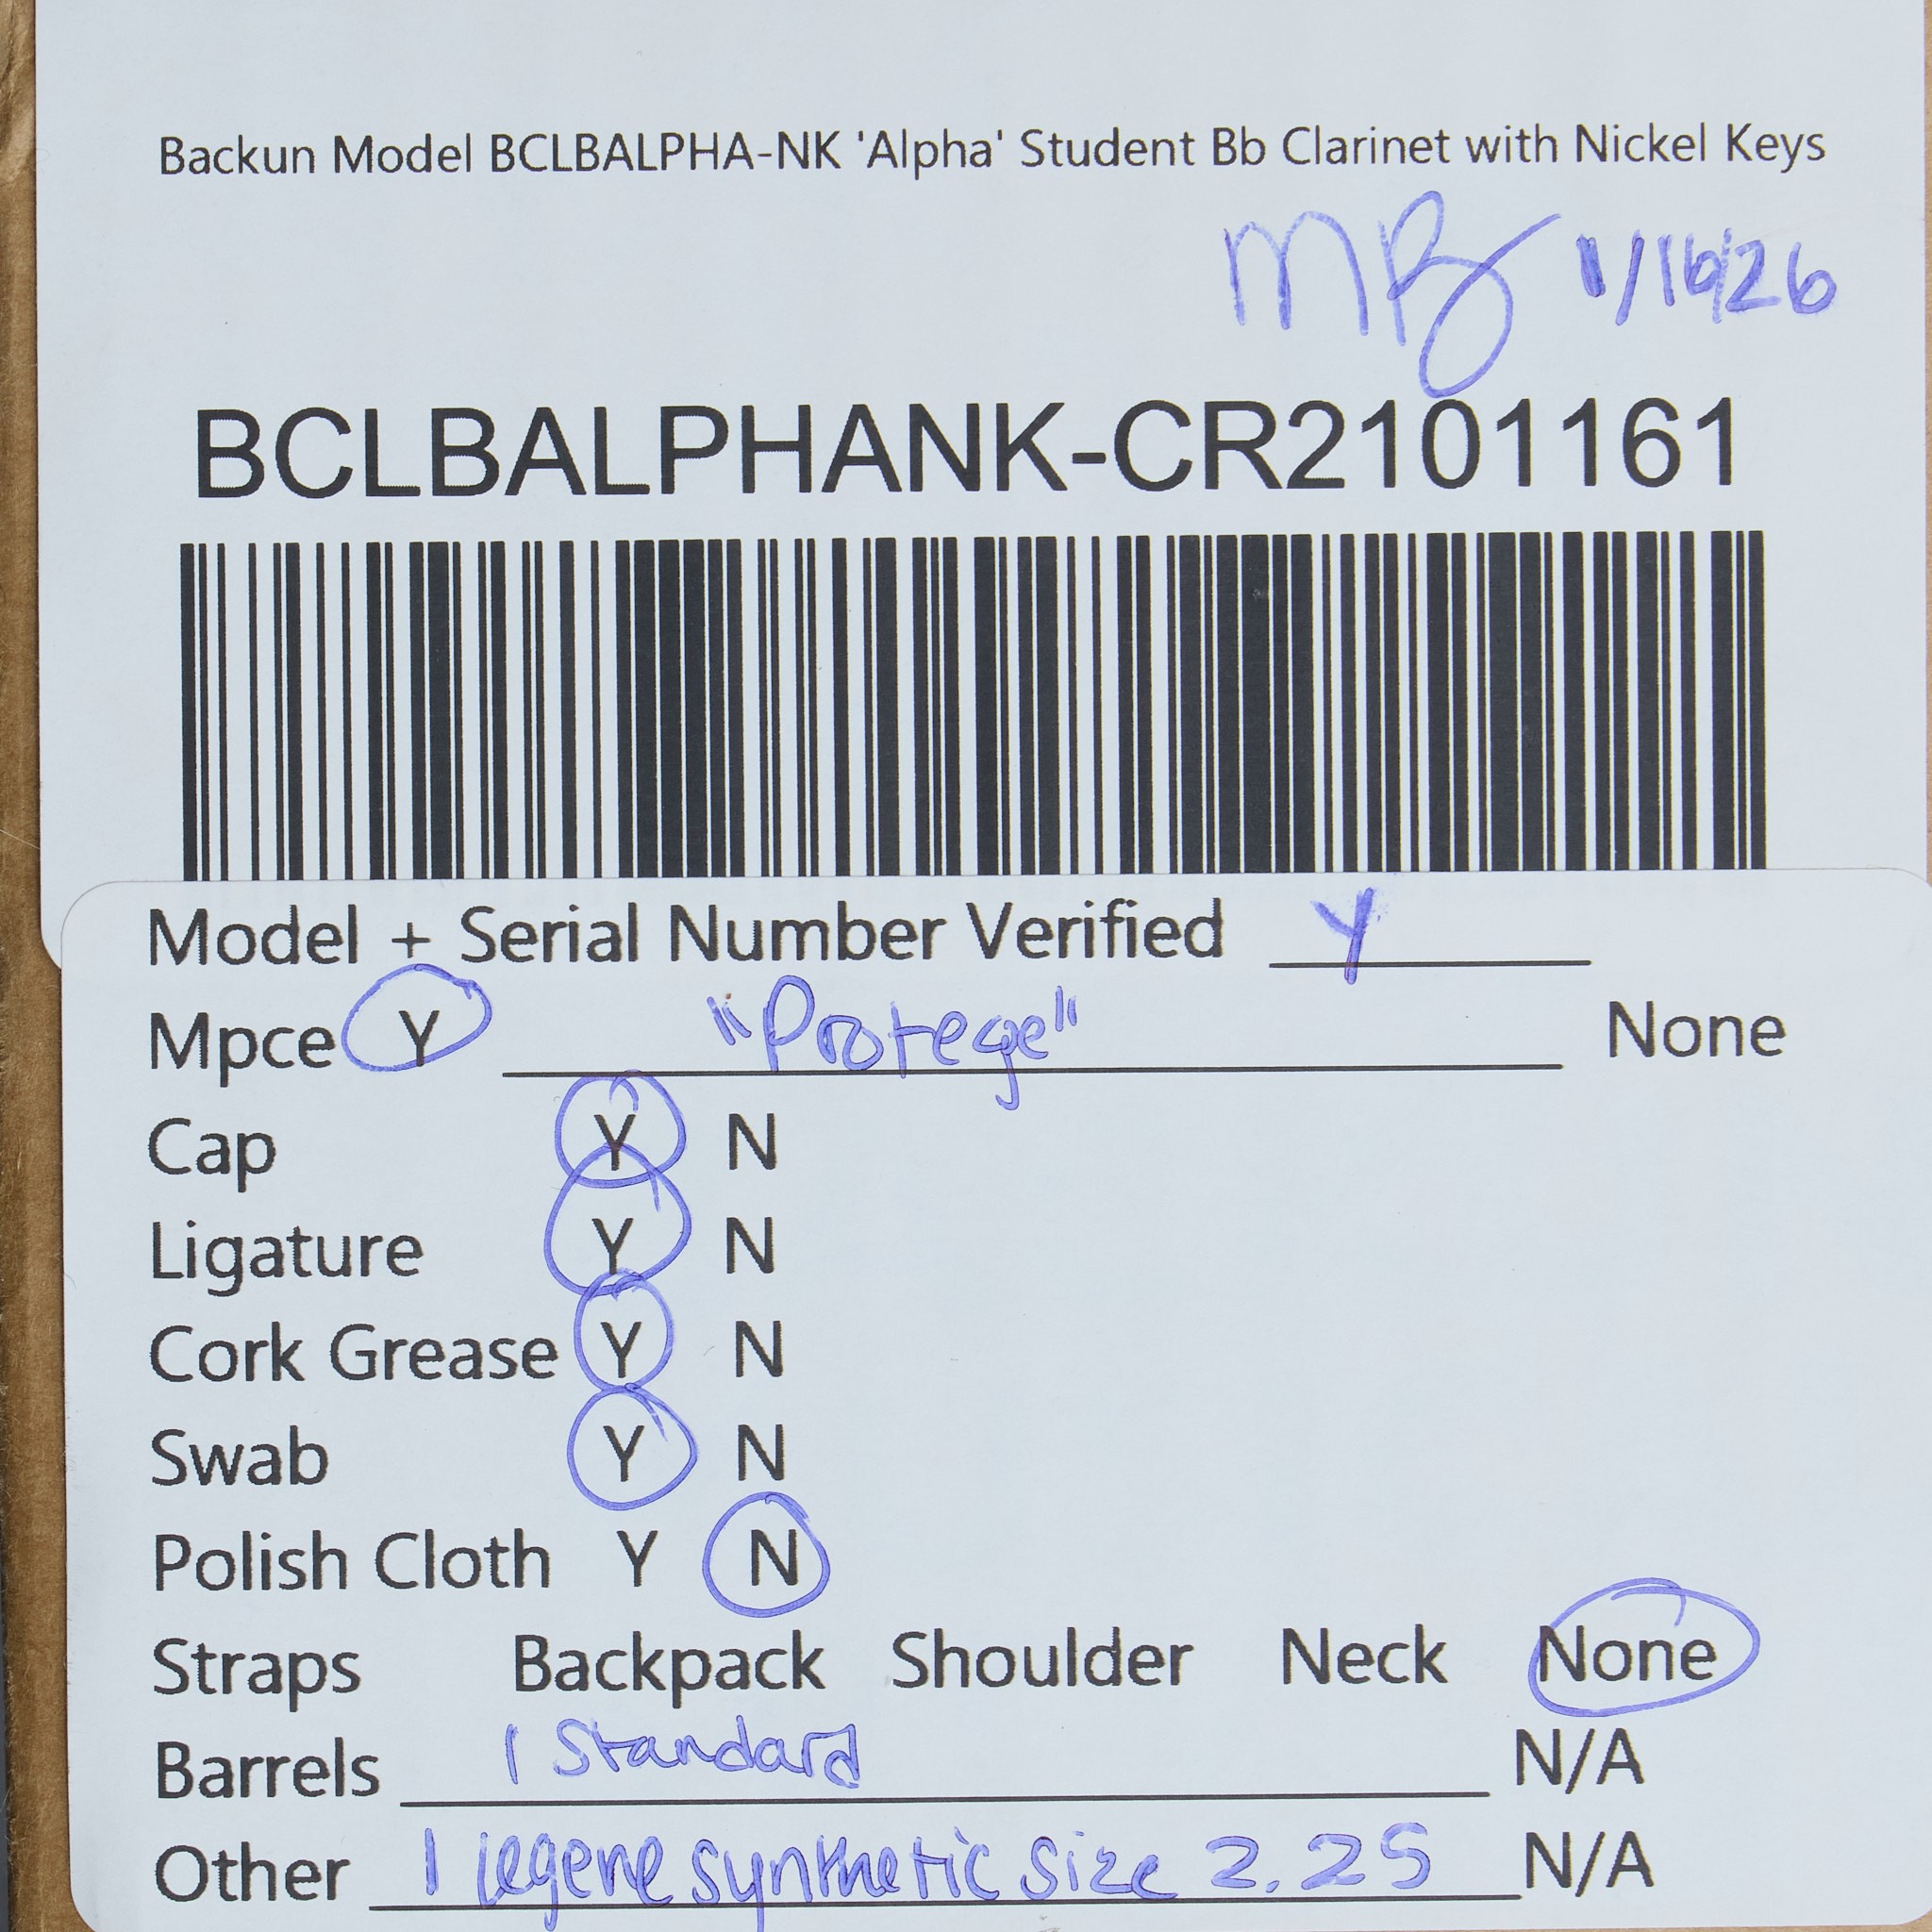 Backun Model BCLBALPHA-NK 'Alpha' Student Bb Clarinet with Nickel Keys
MB 1/16/26
BCLBALPHANK-CR2101161
Model + Serial Number Verified Y
Mpce Y "Protege" None
Cap Y N
Ligature Y N
Cork Grease Y N
Swab Y N
Polish Cloth Y N
Straps Backpack Shoulder Neck None
Barrels 1 Standard N/A
Other 1 legere synthetic size 2.25 N/A